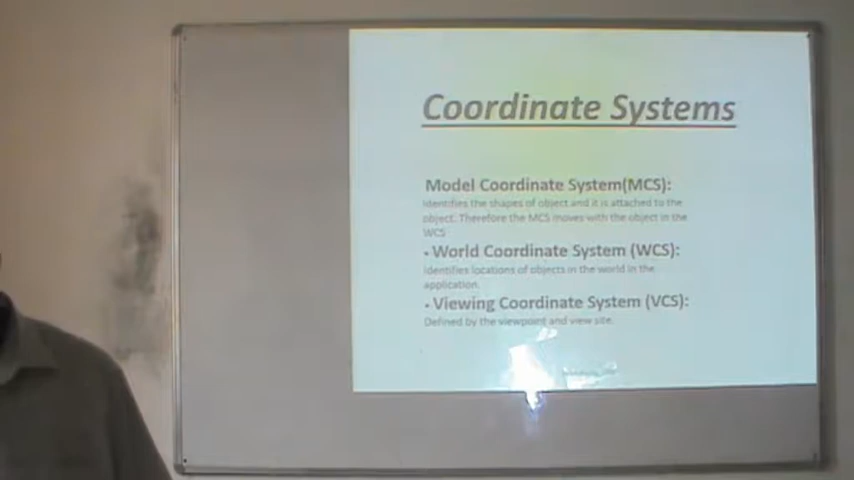 Coordinate Systems
Model Coordinate System(MCS):
Identifies the shapes of object and it is attached to the
object. Therefore the MCS moves with the object in the
WCS
• World Coordinate System (WCS):
Identifies locations of objects in the world in the
application.
• Viewing Coordinate System (VCS):
Defined by the viewpoint and view site.